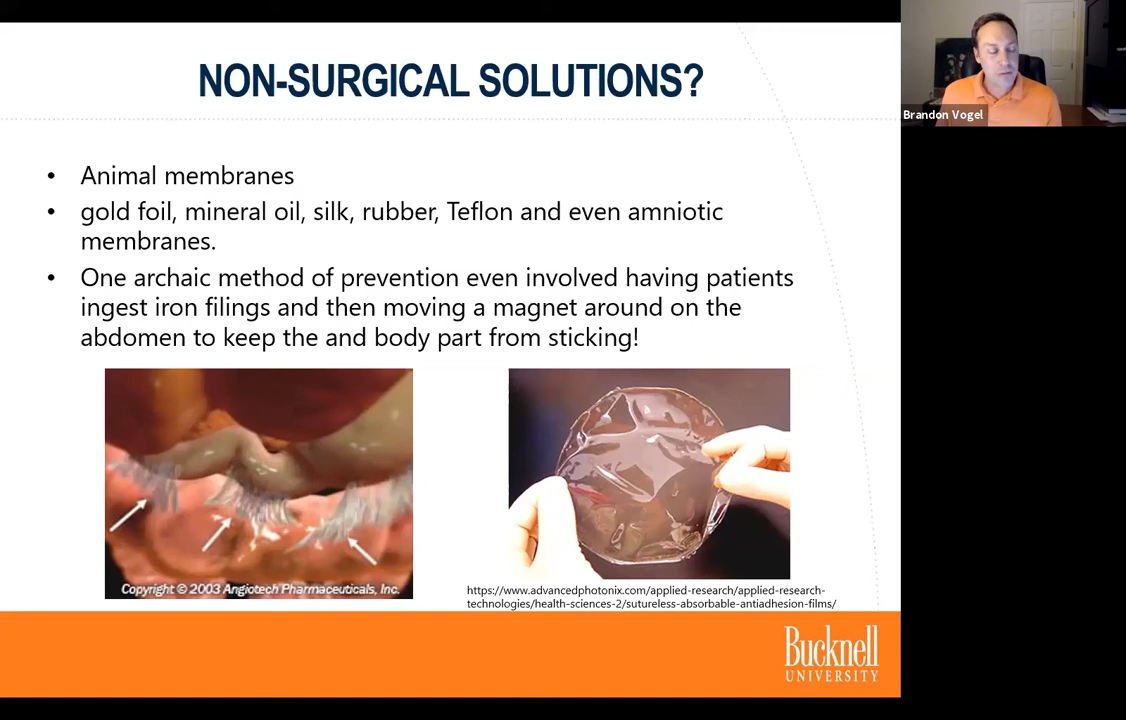 NON-SURGICAL SOLUTIONS?
Brandon Vogel
• Animal membranes
• gold foil, mineral oil, silk, rubber, Teflon and even amniotic
membranes.
• One archaic method of prevention even involved having patients
ingest iron filings and then moving a magnet around on the
abdomen to keep the and body part from sticking!
Copyright © 2003 Angiotech Pharmaceuticals, Inc.
https://www.advancedphotonix.com/applied-research/applied-research-
technologies/health-sciences-2/sutureless-absorbable-antiadhesion-films/
Bucknell
UNIVERSITY